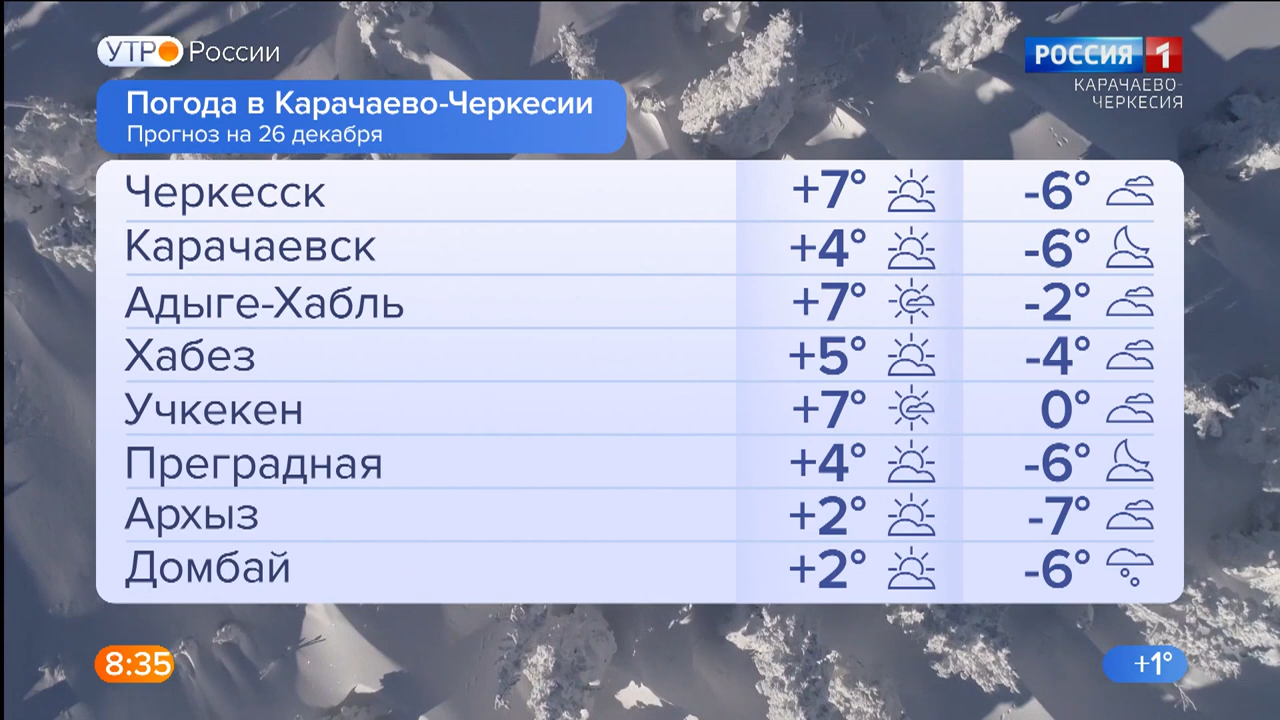 УТРО России
РОССИЯ 1
КАРАЧАЕВО-
ЧЕРКЕСИЯ
Погода в Карачаево-Черкесии
Прогноз на 26 декабря
Черкесск +7° -6°
Карачаевск +4° -6°
Адыге-Хабль +7° -2°
Хабез +5° -4°
Учкекен +7° 0°
Преградная +4° -6°
Архыз +2° -7°
Домбай +2° -6°
8:35 +1°